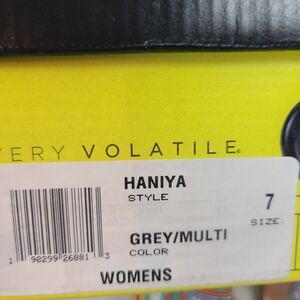 VERY VOLATILE®
HANIYA
STYLE
7
SIZE:
GREY/MULTI
COLOR
1 90299 26881 3
WOMENS